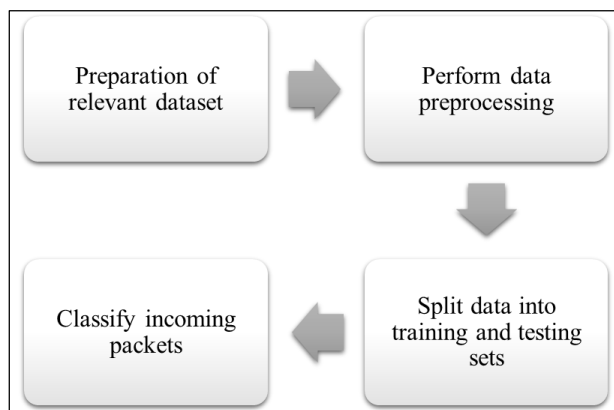 Preparation of
relevant dataset
Perform data
preprocessing
Split data into
training and testing
sets
Classify incoming
packets